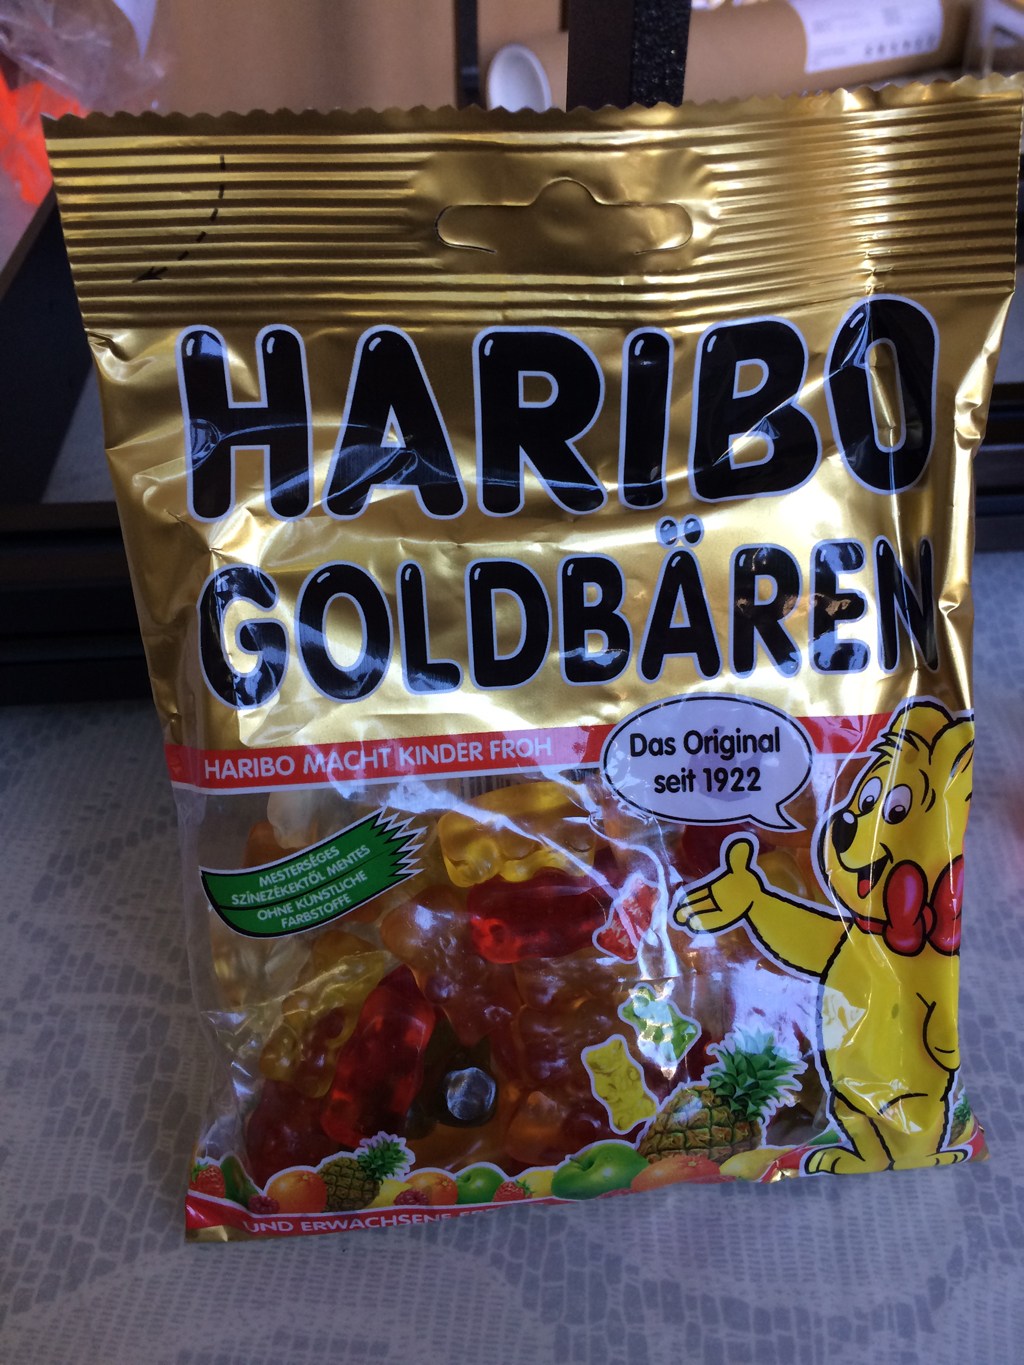 HARIBO
GOLDBÄREN
HARIBO MACHT KINDER FROH
Das Original
seit 1922
MESTERSÉGES
SZÍNEZÉKEKTŐL MENTES
OHNE KÜNSTLICHE
FARBSTOFFE
UND ERWACHSENE